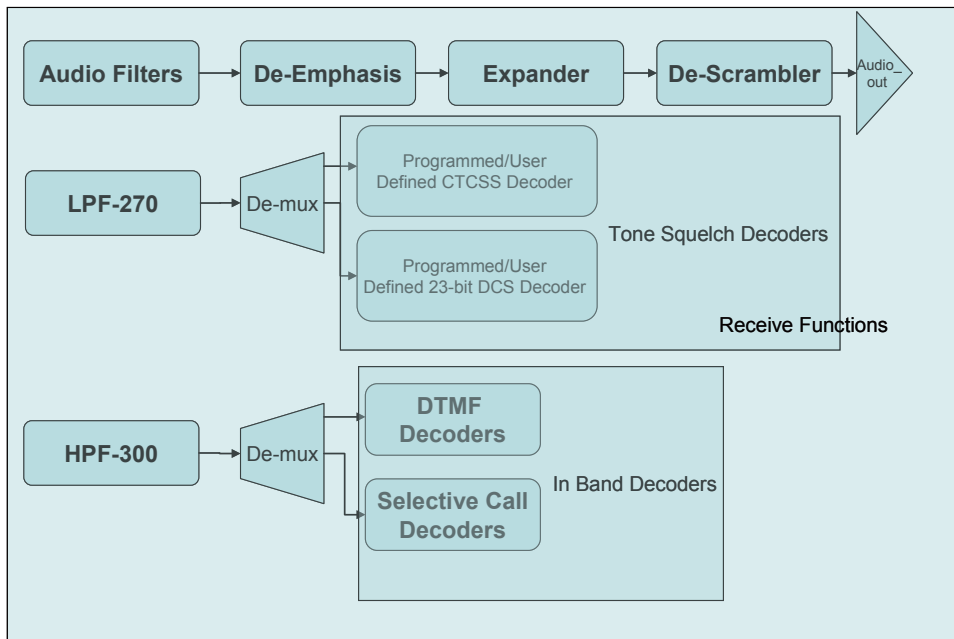 Audio Filters
De-Emphasis
Expander
De-Scrambler
Audio_
out
LPF-270
De-mux
Programmed/User
Defined CTCSS Decoder
Programmed/User
Defined 23-bit DCS Decoder
Tone Squelch Decoders
Receive Functions
HPF-300
De-mux
DTMF
Decoders
Selective Call
Decoders
In Band Decoders